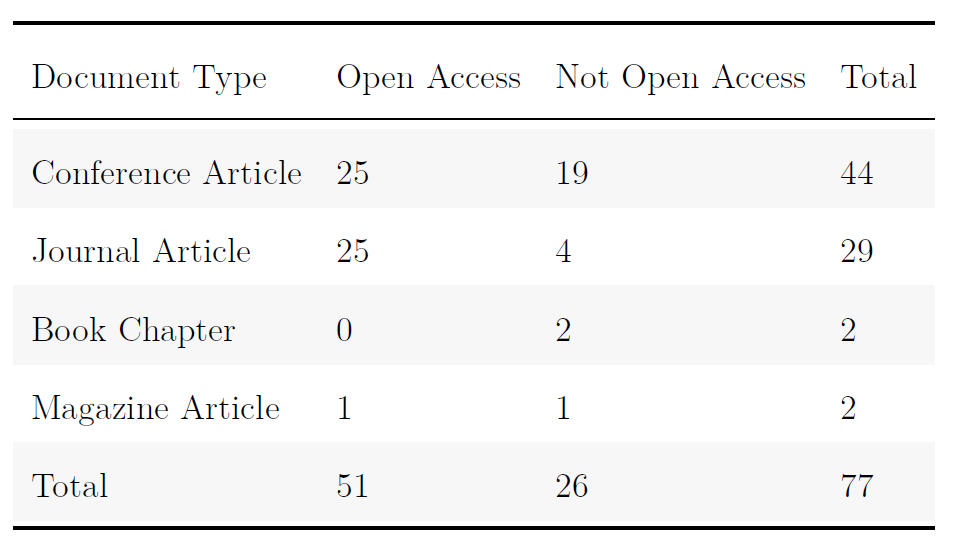 Document Type Open Access Not Open Access Total
Conference Article 25 19 44
Journal Article 25 4 29
Book Chapter 0 2 2
Magazine Article 1 1 2
Total 51 26 77